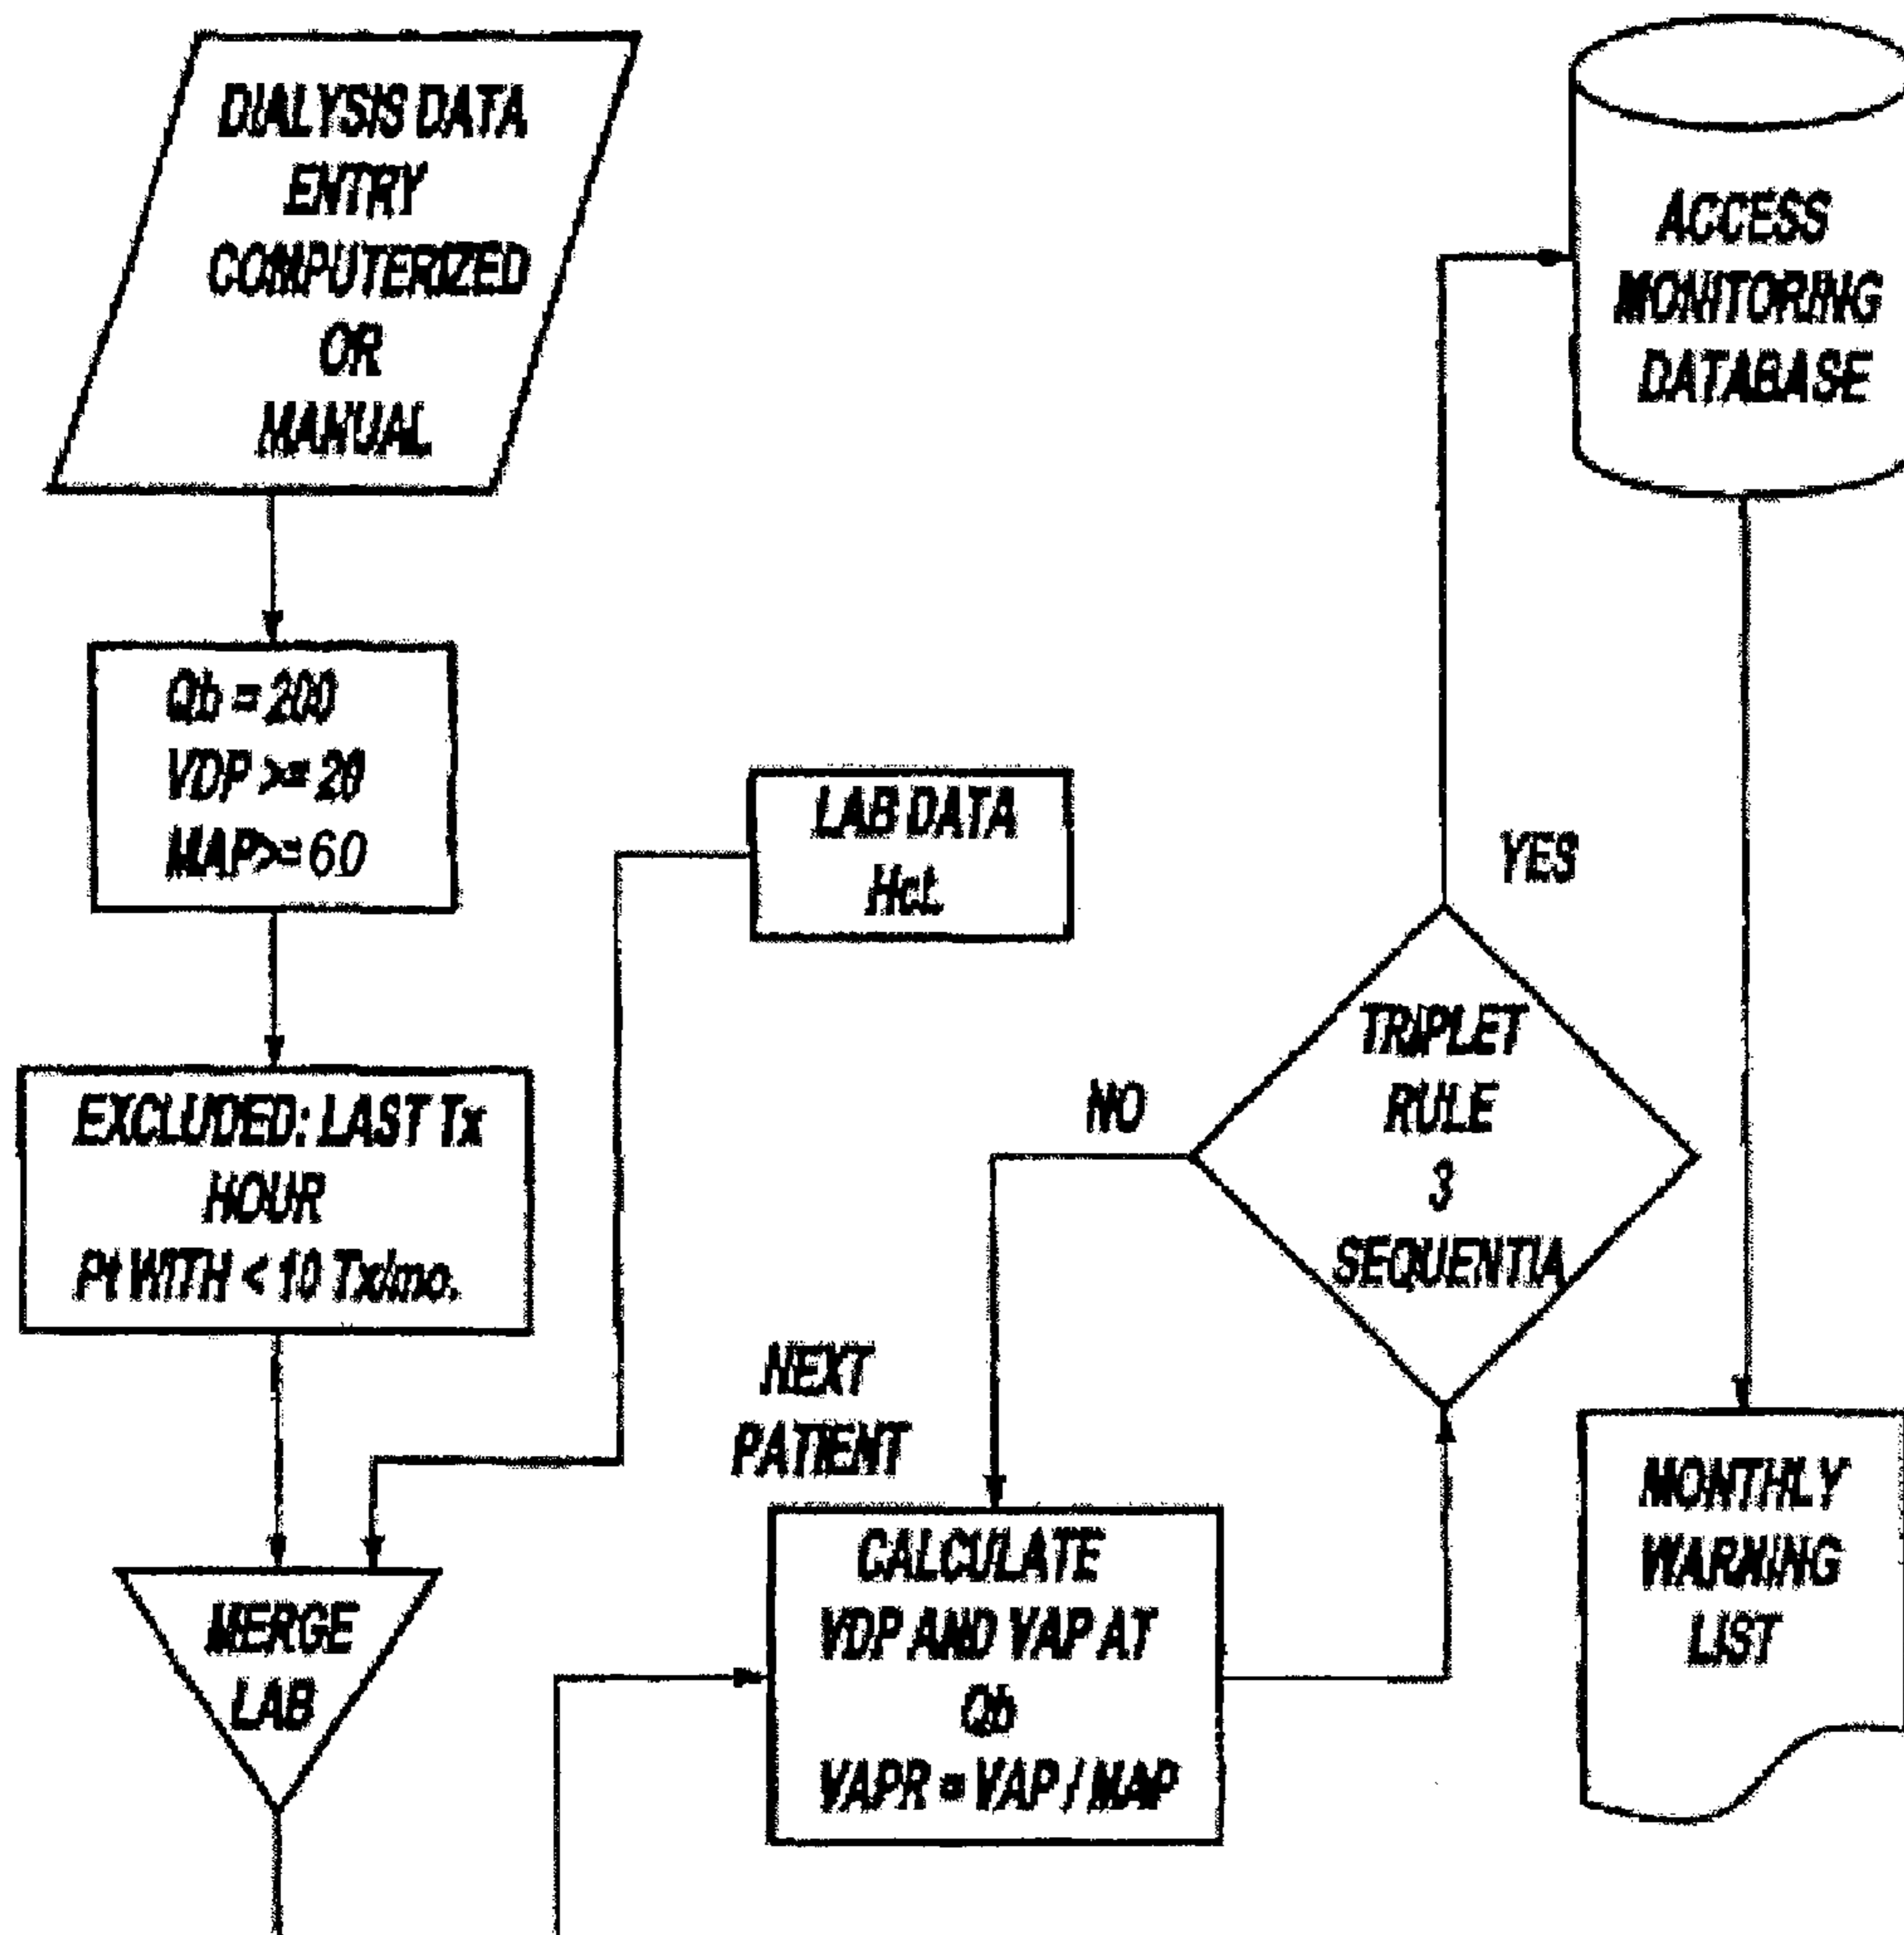 DIALYSIS DATA
ENTRY
COMPUTERIZED
OR
MANUAL
Qb = 200
VDP >= 20
MAP>= 60
EXCLUDED: LAST Tx
HOUR
Pt WITH < 10 Tx/mo.
MERGE
LAB
LAB DATA
Hct.
NEXT
PATIENT
CALCULATE
VDP AND VAP AT
Qb
VAPR = VAP / MAP
NO
TRIPLET
RULE
3
SEQUENTIA
YES
ACCESS
MONITORING
DATABASE
MONTHLY
WARNING
LIST